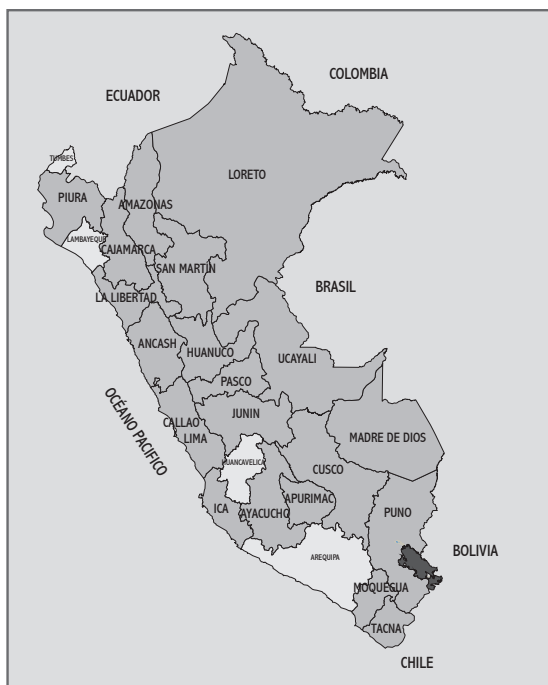 COLOMBIA
ECUADOR
TUMBES
LORETO
PIURA
AMAZONAS
LAMBAYEQUE
CAJAMARCA
SAN MARTIN
BRASIL
LA LIBERTAD
ANCASH
HUANUCO
UCAYALI
PASCO
OCÉANO PACIFICO
CALLAO
LIMA
JUNIN
MADRE DE DIOS
HUANCAVELICA
CUSCO
ICA
AYACUCHO
APURIMAC
PUNO
AREQUIPA
BOLIVIA
MOQUEGUA
TACNA
CHILE